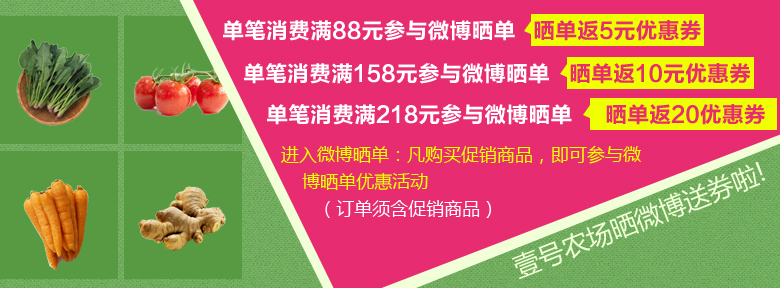 单笔消费满88元参与微博晒单 晒单返5元优惠券
单笔消费满158元参与微博晒单 晒单返10元优惠券
单笔消费满218元参与微博晒单 晒单返20优惠券
进入微博晒单：凡购买促销商品，即可参与微
博晒单优惠活动
（订单须含促销商品）
壹号农场晒微博送券啦!